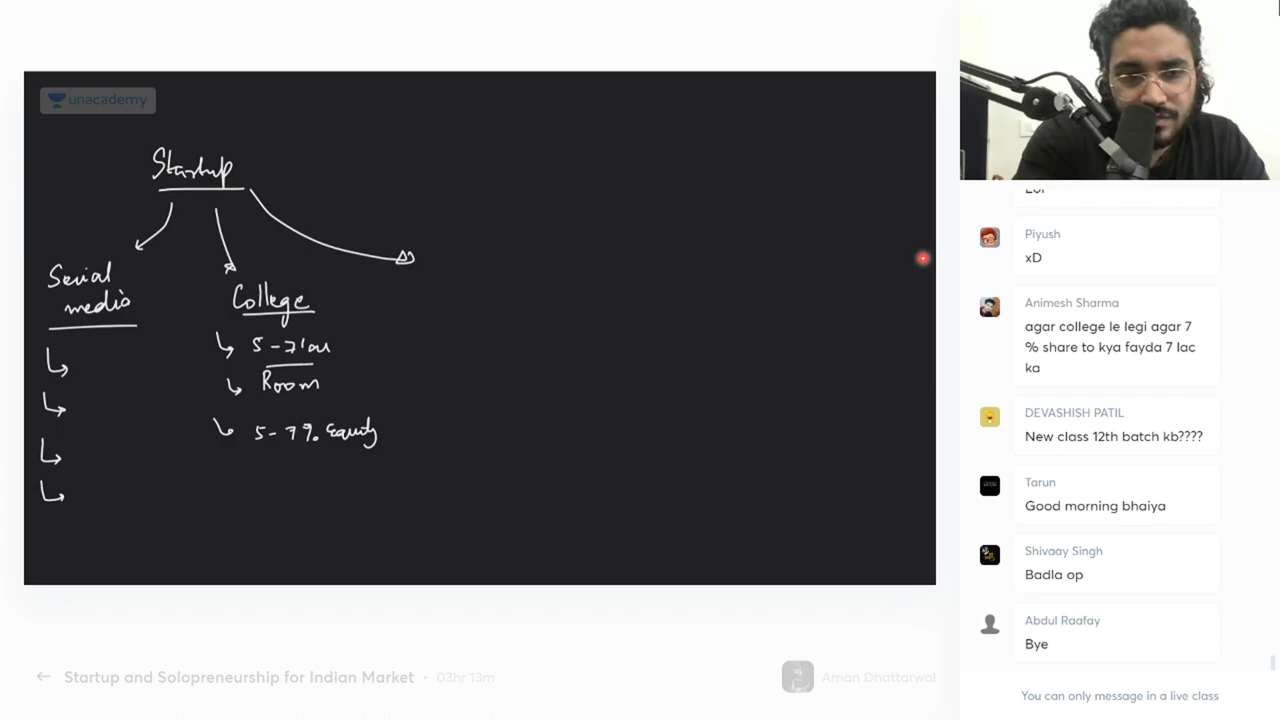 unacademy
Startup
Social
media
College
5-7 lac
Room
5-7% Equity
Piyush
xD
Animesh Sharma
agar college le legi agar 7
% share to kya fayda 7 lac
ka
DEVASHISH PATIL
New class 12th batch kb????
Tarun
Good morning bhaiya
Shivaay Singh
Badla op
Abdul Raafay
Bye
You can only message in a live class
Startup and Solopreneurship for Indian Market • 03hr 13m
Aman Dhattarwal